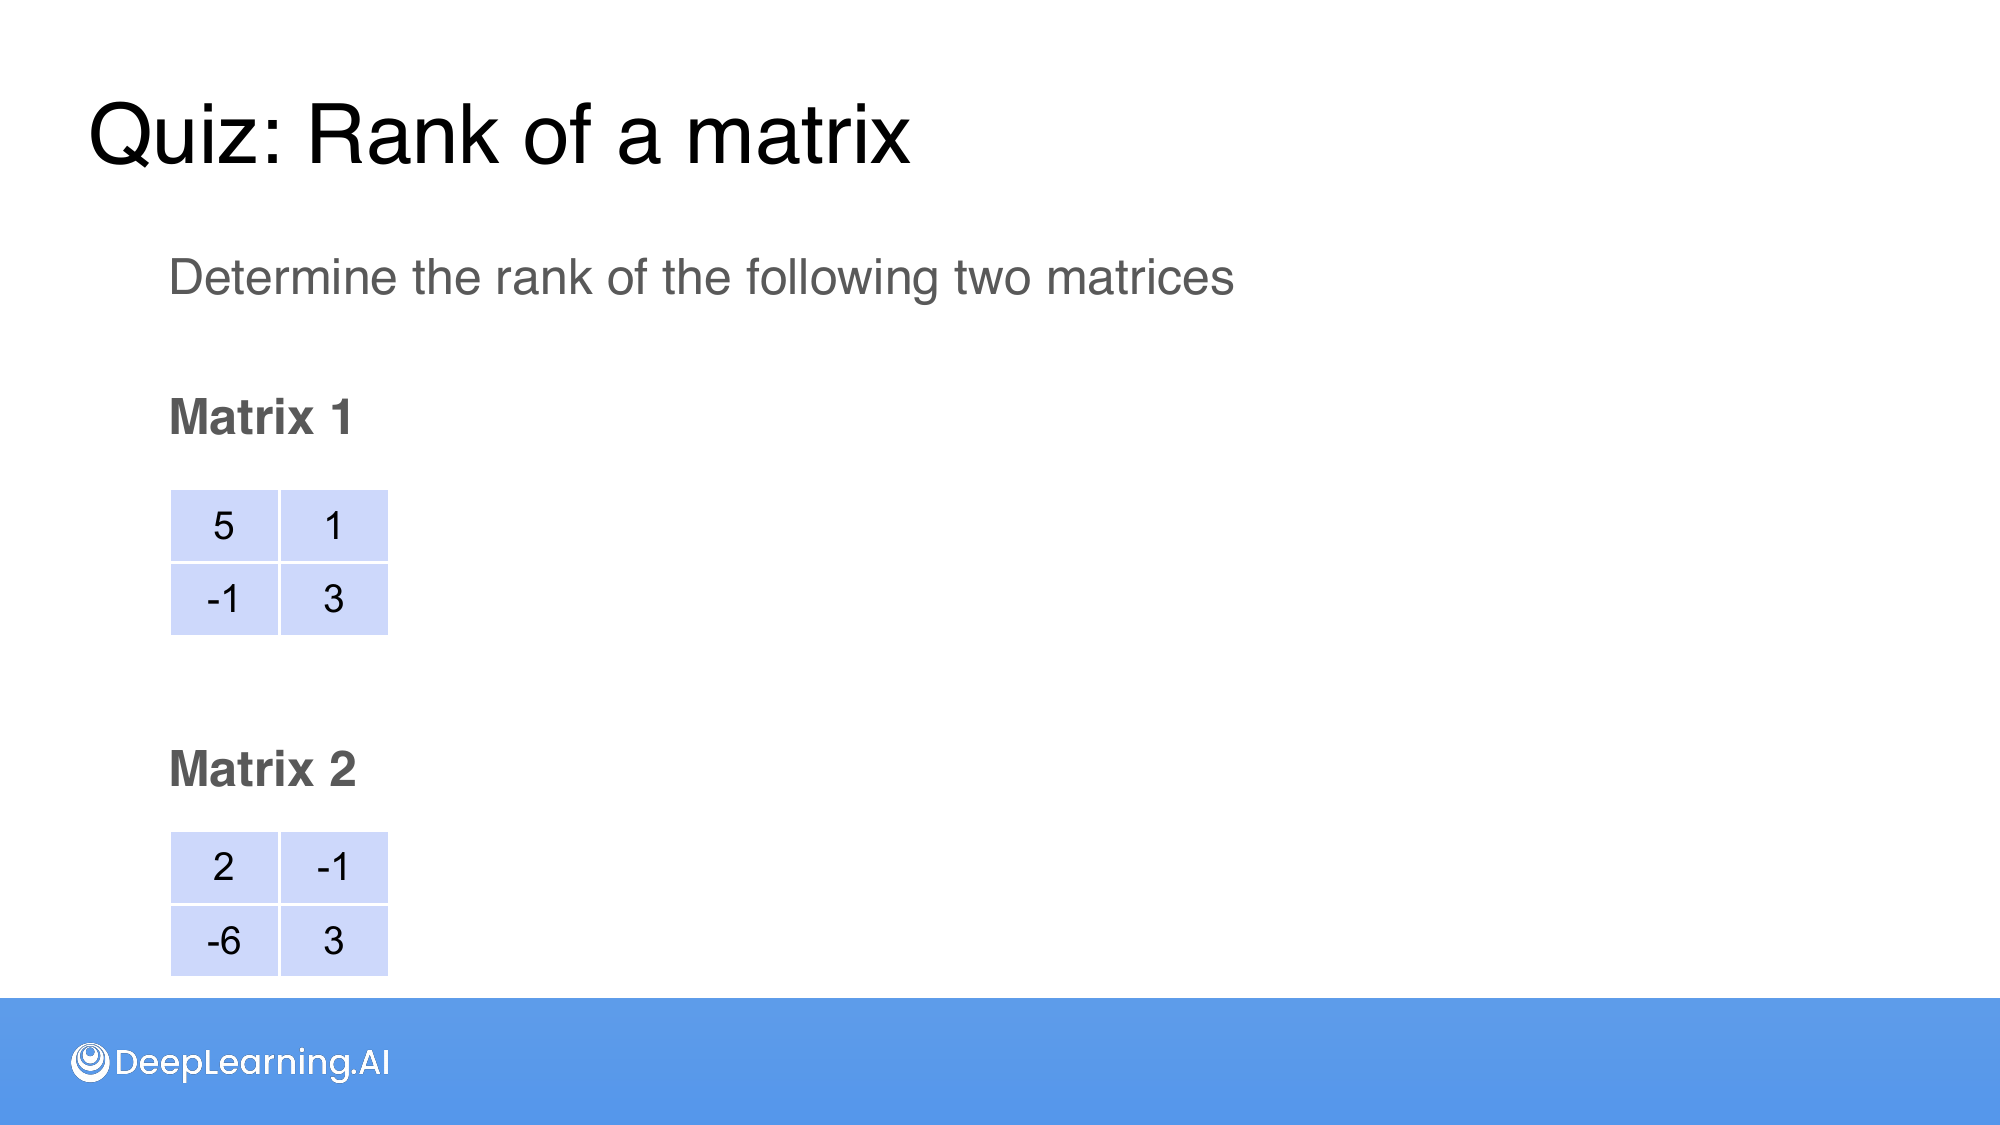 Quiz: Rank of a matrix
Determine the rank of the following two matrices
Matrix 1
5 1
-1 3
Matrix 2
2 -1
-6 3
DeepLearning.AI